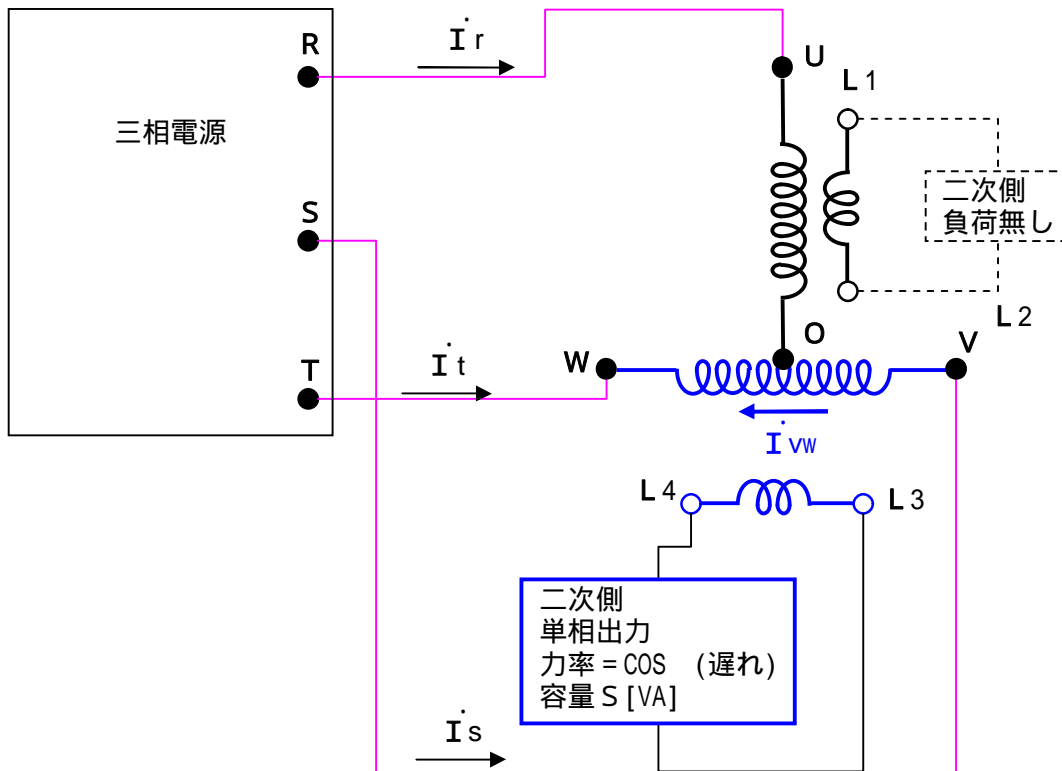 R
İr
U
L1
三相電源
二次側
負荷無し
S
L2
O
V
T
İt
W
İvw
L4
L3
二次側
単相出力
力率=COS (遅れ)
容量S[VA]
İs